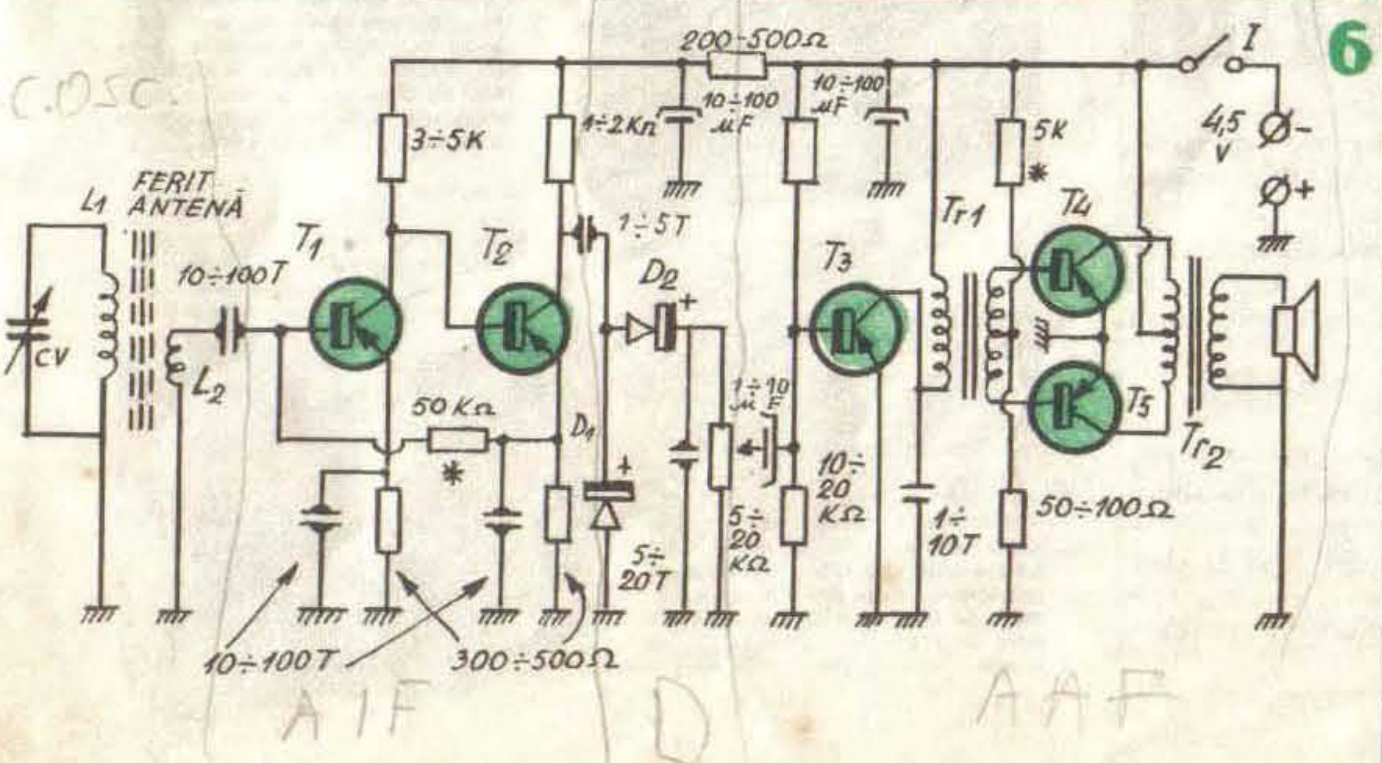 6
200-500Ω
I
C.OSC.
10÷100
μF
10÷100
μF
4,5
V
-
+
3÷5K
1÷2KΩ
5K
*
FERIT
ANTENĂ
L1
CV
L2
10÷100T
T1
T2
1÷5T
D2
+
T3
Tr1
T4
T5
Tr2
50KΩ
*
D1
+
1÷10
μF
5÷
20T
5÷
20
KΩ
10÷
20
KΩ
1÷
10T
50÷100Ω
10÷100T
300÷500Ω
AIF
D
AAF